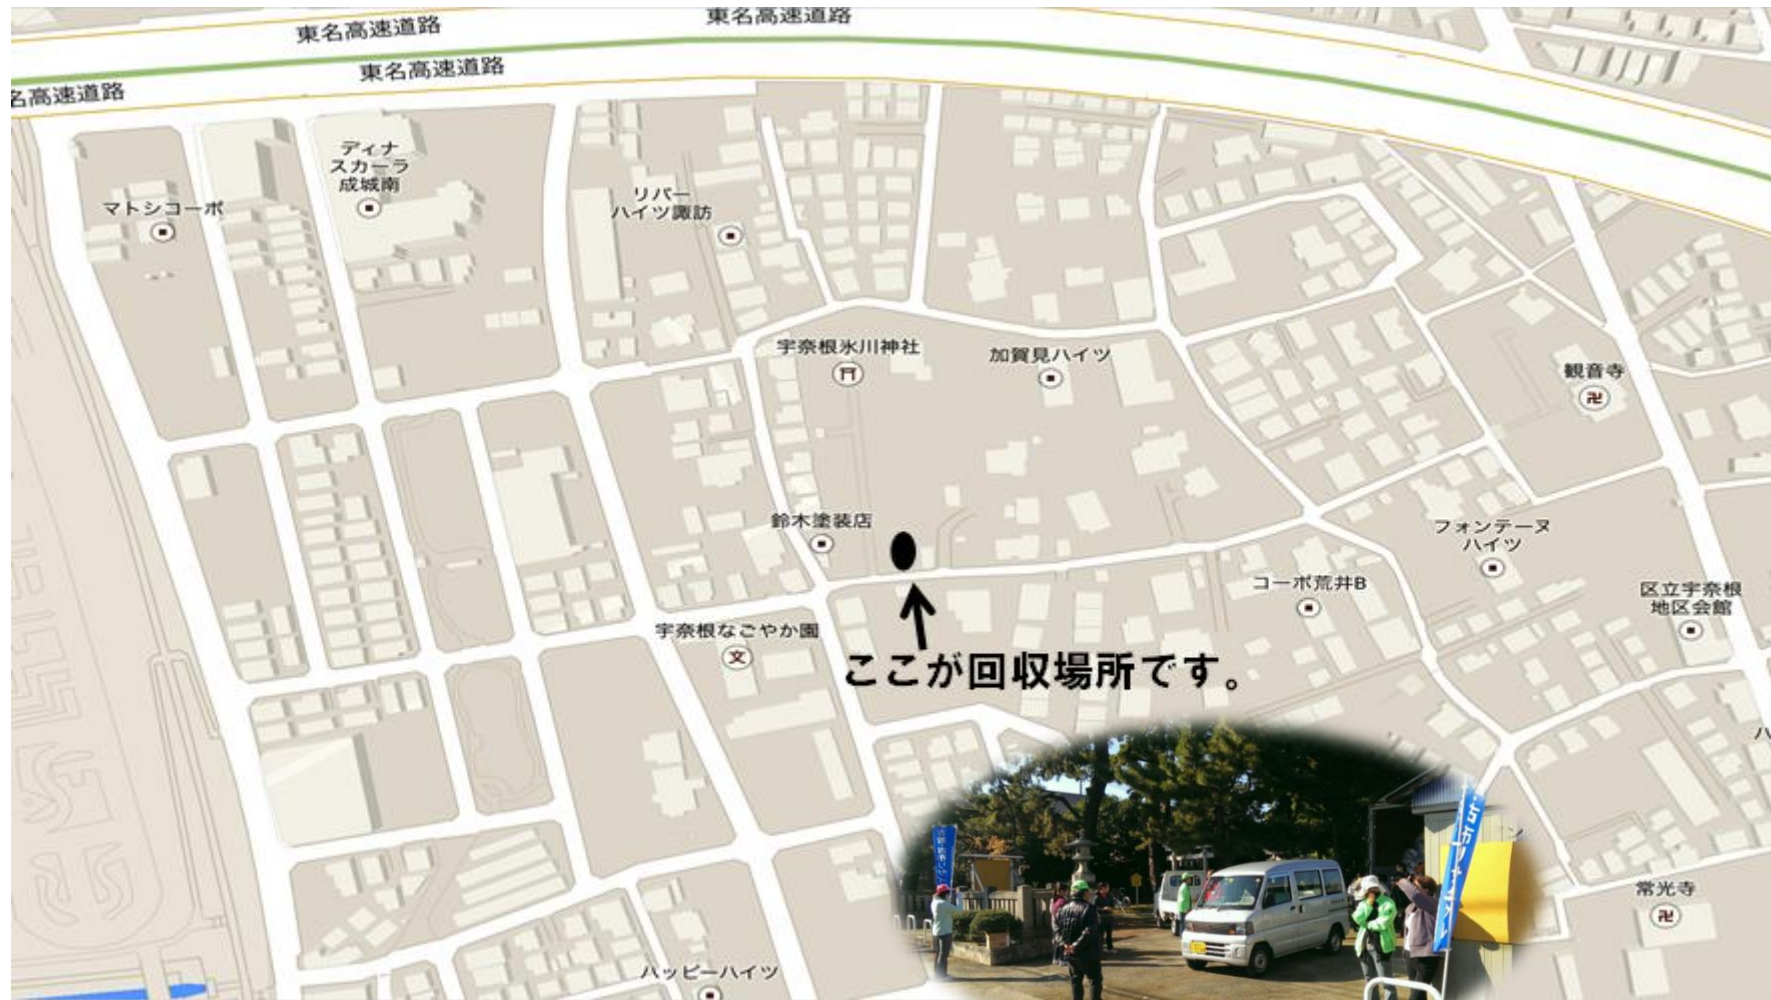 東名高速道路
東名高速道路
東名高速道路
名高速道路
ディナ
スカーラ
成城南
マトシコーポ
リバー
ハイツ諏訪
宇奈根氷川神社
加賀見ハイツ
観音寺
鈴木塗装店
フォンテーヌ
ハイツ
コーポ荒井B
区立宇奈根
地区会館
宇奈根なごやか園
文
ここが回収場所です。
ハ
ン
常光寺
ハッピーハイツ